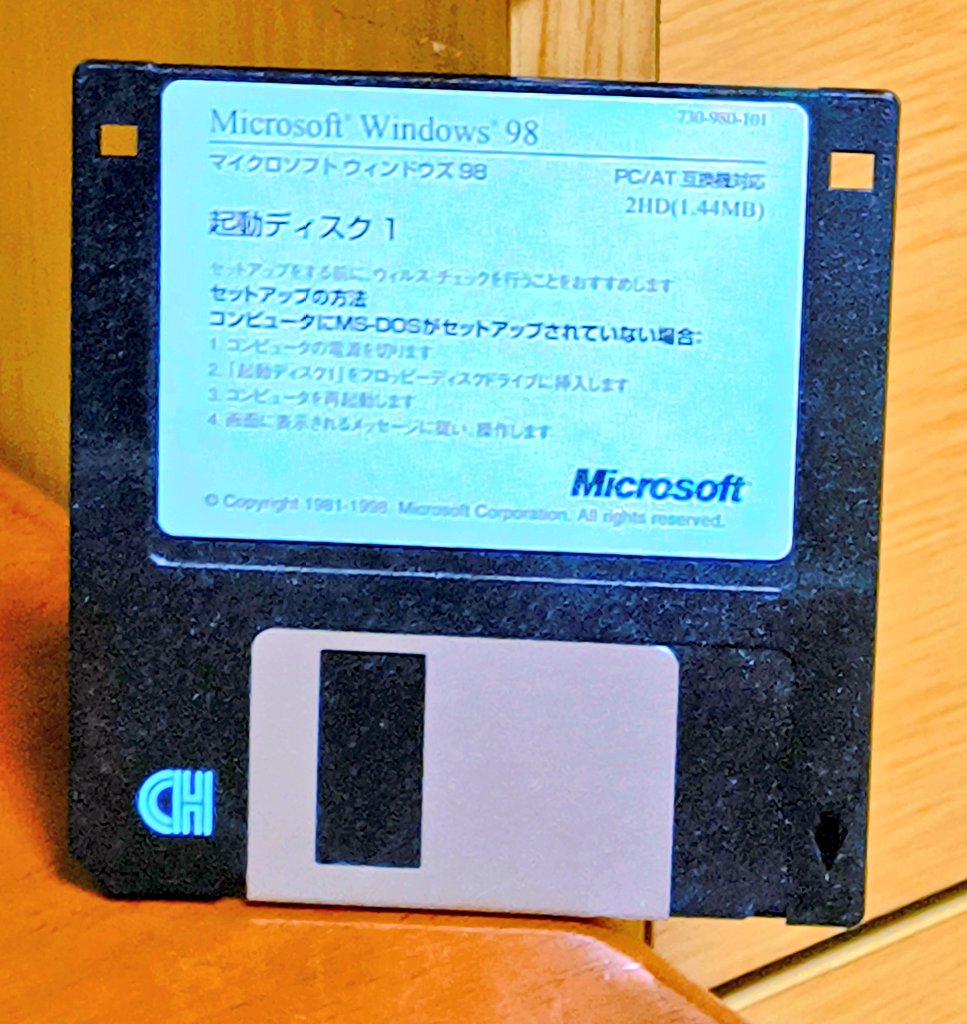 Microsoft® Windows® 98
730-980-101
マイクロソフト ウィンドウズ 98
PC/AT 互換機対応
2HD(1.44MB)
起動ディスク 1
セットアップをする前に、ウィルス チェックを行うことをおすすめします
セットアップの方法
コンピュータにMS-DOSがセットアップされていない場合:
1. コンピュータの電源を切ります
2. 「起動ディスク1」をフロッピーディスクドライブに挿入します
3. コンピュータを再起動します
4. 画面に表示されるメッセージに従い、操作します
Microsoft
© Copyright 1981-1998 Microsoft Corporation. All rights reserved.
CH